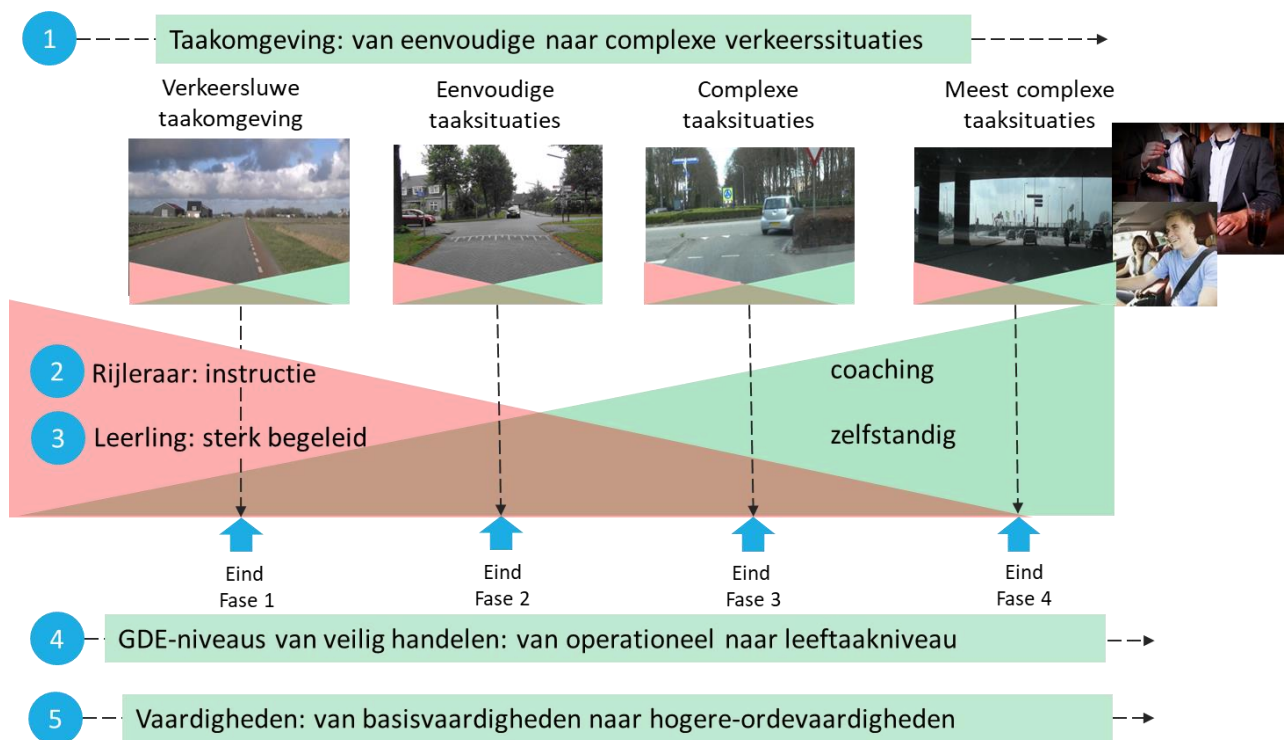 1
Taakomgeving: van eenvoudige naar complexe verkeerssituaties
Verkeersluwe
taakomgeving
Eenvoudige
taaksituaties
Complexe
taaksituaties
Meest complexe
taaksituaties
2
Rijleraar: instructie
coaching
3
Leerling: sterk begeleid
zelfstandig
Eind
Fase 1
Eind
Fase 2
Eind
Fase 3
Eind
Fase 4
4
GDE-niveaus van veilig handelen: van operationeel naar leeftaakniveau
5
Vaardigheden: van basisvaardigheden naar hogere-ordevaardigheden